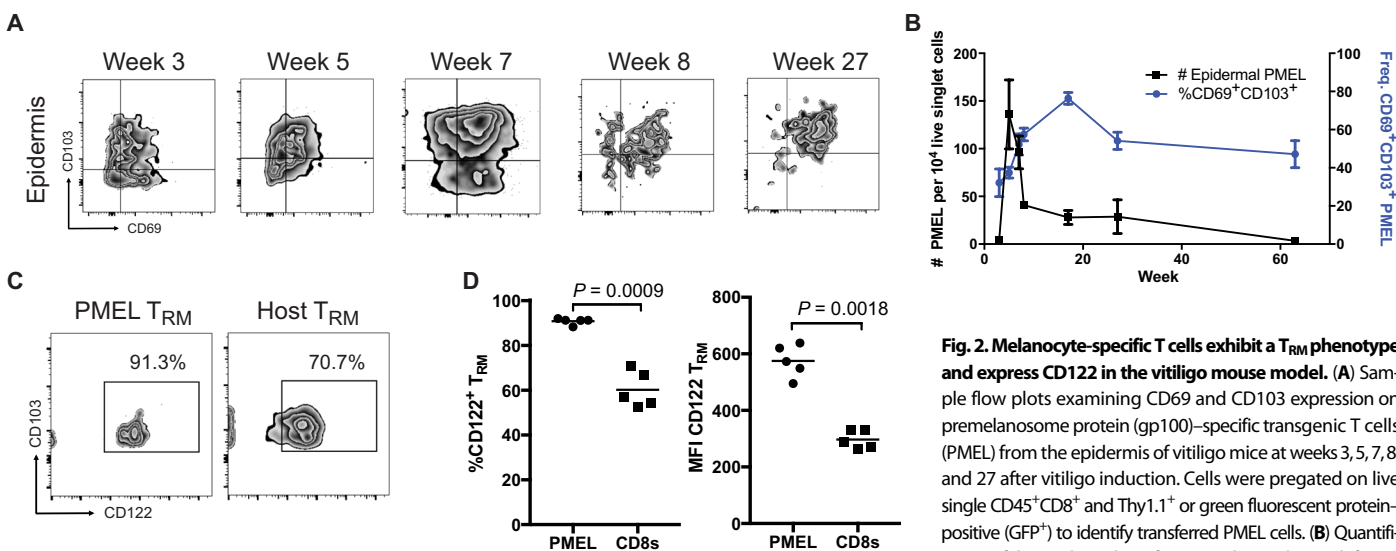 A
Week 3
Week 5
Week 7
Week 8
Week 27
Epidermis
CD103
CD69
B
# PMEL per 10⁴ live singlet cells
200
150
100
50
0
# Epidermal PMEL
%CD69⁺CD103⁺
100
80
60
40
20
0
Freq. CD69⁺CD103⁺ PMEL
0
20
40
60
Week
C
PMEL T_RM
Host T_RM
91.3%
70.7%
CD103
CD122
D
%CD122⁺ T_RM
100
80
60
40
20
0
P = 0.0009
PMEL
CD8s
MFI CD122 T_RM
800
600
400
200
0
P = 0.0018
PMEL
CD8s
Fig. 2. Melanocyte-specific T cells exhibit a T_RM phenotype
and express CD122 in the vitiligo mouse model. (A) Sam-
ple flow plots examining CD69 and CD103 expression on
premelanosome protein (gp100)–specific transgenic T cells
(PMEL) from the epidermis of vitiligo mice at weeks 3, 5, 7, 8
and 27 after vitiligo induction. Cells were pregated on live
single CD45⁺CD8⁺ and Thy1.1⁺ or green fluorescent protein–
positive (GFP⁺) to identify transferred PMEL cells. (B) Quantifi-